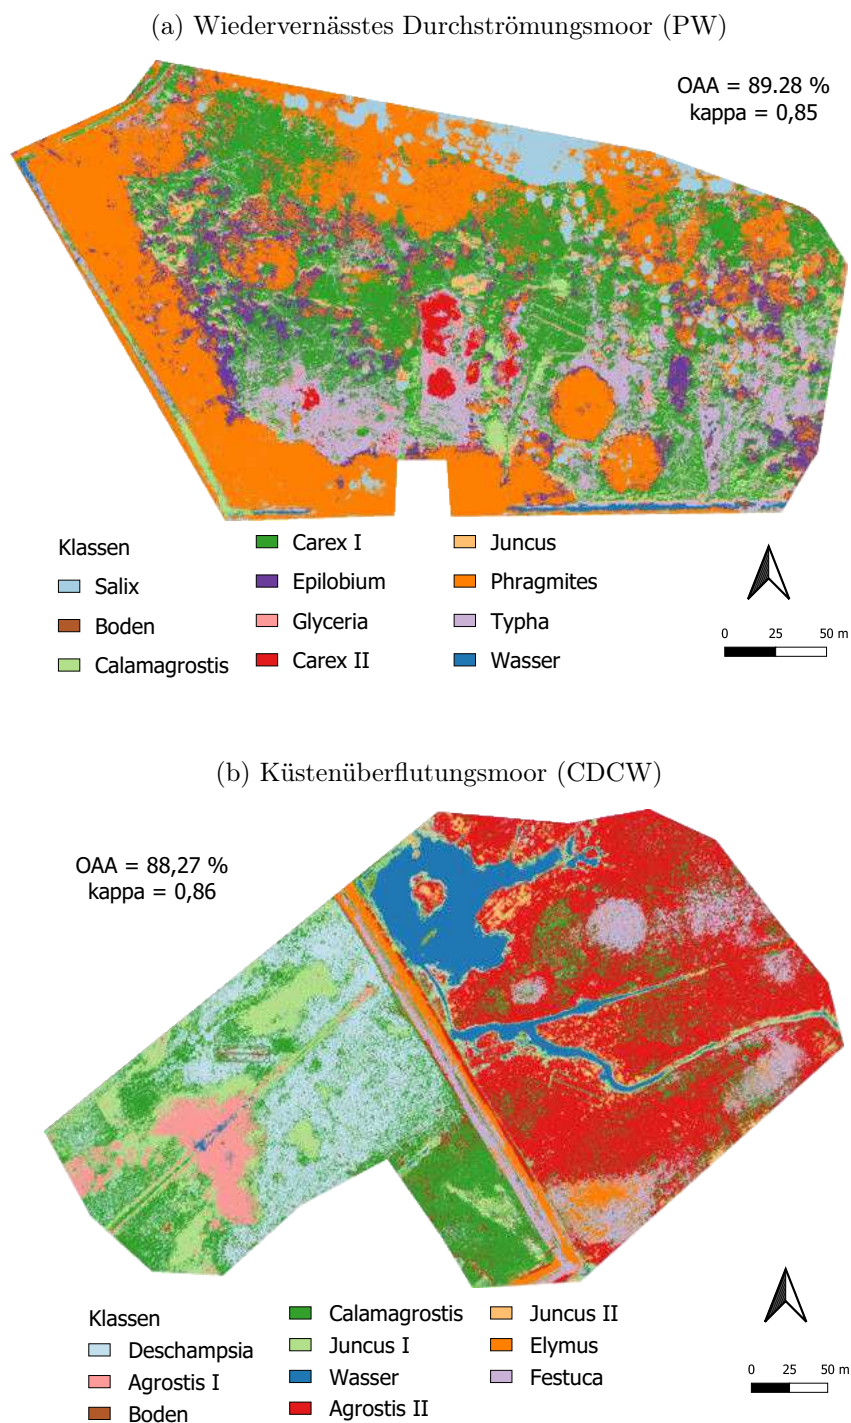 (a) Wiedervernässtes Durchströmungsmoor (PW)
OAA = 89.28 %
kappa = 0,85
Klassen
Salix
Boden
Calamagrostis
Carex I
Epilobium
Glyceria
Carex II
Juncus
Phragmites
Typha
Wasser
0 25 50 m
(b) Küstenüberflutungsmoor (CDCW)
OAA = 88,27 %
kappa = 0,86
Klassen
Deschampsia
Agrostis I
Boden
Calamagrostis
Juncus I
Wasser
Agrostis II
Juncus II
Elymus
Festuca
0 25 50 m